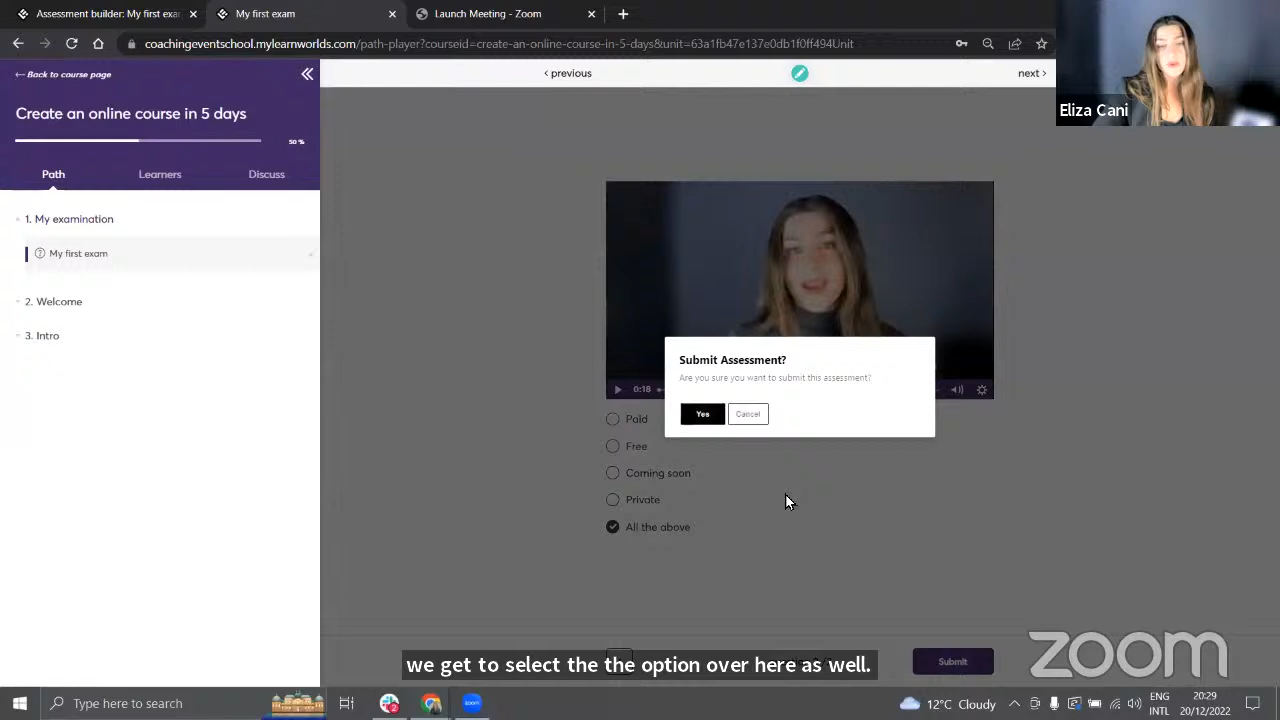 Assessment builder: My first exa
My first exam
Launch Meeting - Zoom
coachingeventschool.mylearnworlds.com/path-player?courseid=create-an-online-course-in-5-days&unit=63a1fb47e137e0db1f0ff494Unit
Eliza Cani
Back to course page
previous
next
Create an online course in 5 days
50 %
Path
Learners
Discuss
1. My examination
My first exam
2. Welcome
3. Intro
Submit Assessment?
Are you sure you want to submit this assessment?
Yes
Cancel
0:18
Paid
Free
Coming soon
Private
All the above
we get to select the the option over here as well.
Submit
zoom
Type here to search
2
zoom
12°C Cloudy
ENG
INTL
20:29
20/12/2022